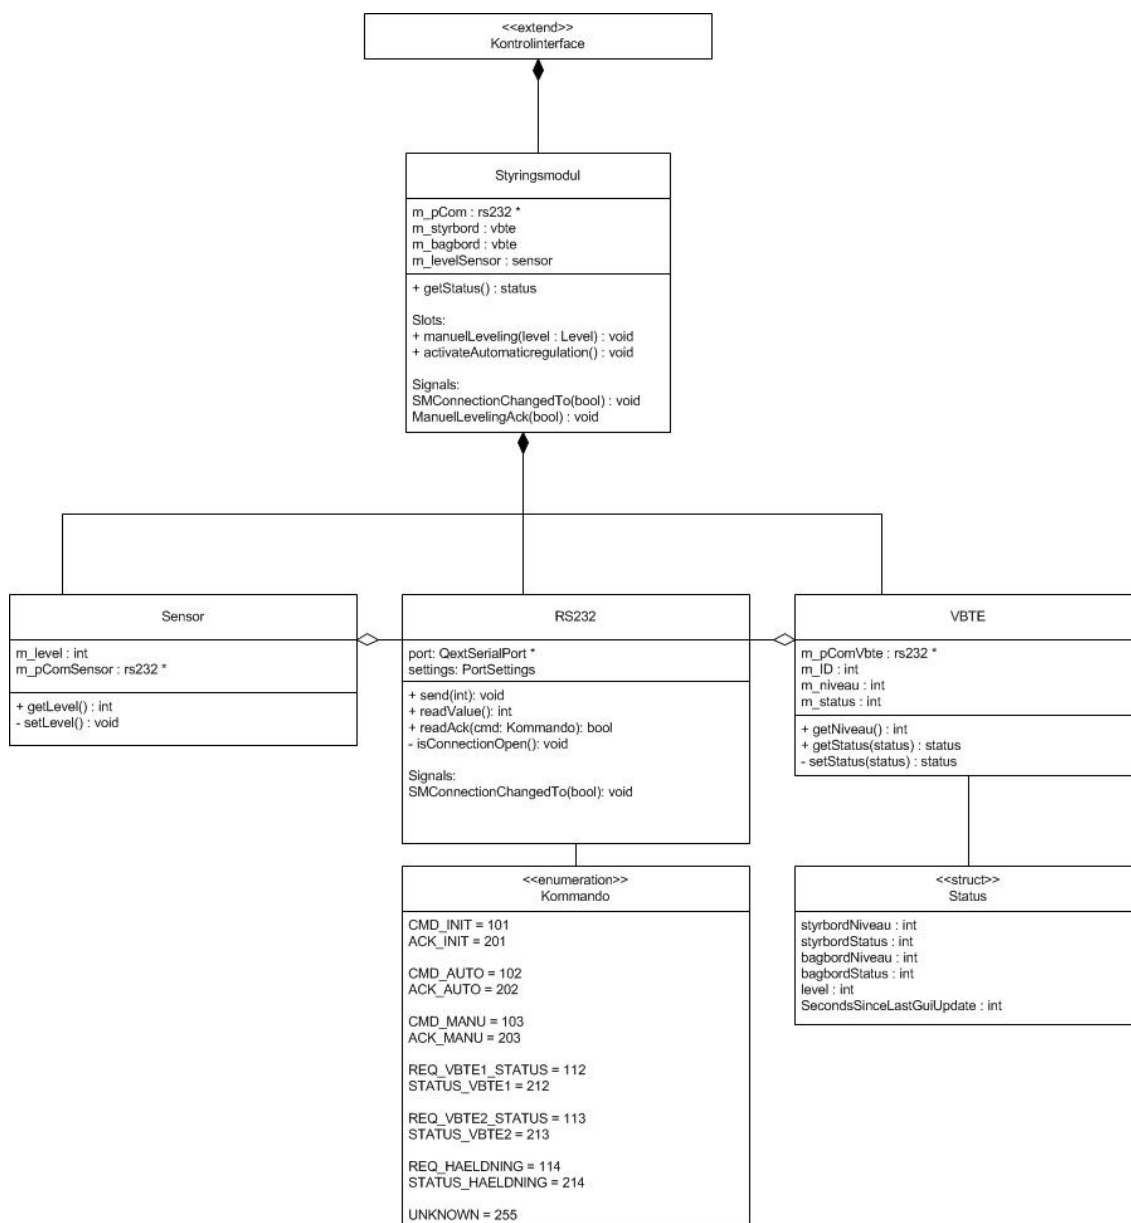 <<extend>>
Kontrolinterface
Styringsmodul
m_pCom : rs232 *
m_styrbord : vbte
m_bagbord : vbte
m_levelSensor : sensor
+ getStatus() : status
Slots:
+ manuelLeveling(level : Level) : void
+ activateAutomaticregulation() : void
Signals:
SMConnectionChangedTo(bool) : void
ManuelLevelingAck(bool) : void
Sensor
m_level : int
m_pComSensor : rs232 *
+ getLevel() : int
- setLevel() : void
RS232
port: QextSerialPort *
settings: PortSettings
+ send(int): void
+ readValue(): int
+ readAck(cmd: Kommando): bool
- isConnectionOpen(): void
Signals:
SMConnectionChangedTo(bool): void
VBTE
m_pComVbte : rs232 *
m_ID : int
m_niveau : int
m_status : int
+ getNiveau() : int
+ getStatus(status) : status
- setStatus(status) : status
<<enumeration>>
Kommando
CMD_INIT = 101
ACK_INIT = 201
CMD_AUTO = 102
ACK_AUTO = 202
CMD_MANU = 103
ACK_MANU = 203
REQ_VBTE1_STATUS = 112
STATUS_VBTE1 = 212
REQ_VBTE2_STATUS = 113
STATUS_VBTE2 = 213
REQ_HAELDNING = 114
STATUS_HAELDNING = 214
UNKNOWN = 255
<<struct>>
Status
styrbordNiveau : int
styrbordStatus : int
bagbordNiveau : int
bagbordStatus : int
level : int
SecondsSinceLastGuiUpdate : int